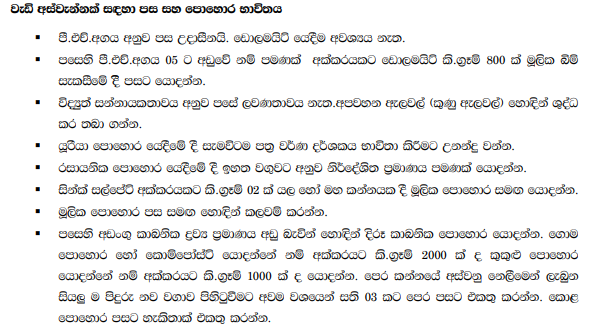 වැඩි අස්වැන්නක් සඳහා පස සහ පොහොර භාවිතය
▪ පී.එච්.අගය අනුව පස උදාසීනයි. ඩොලමයිට් යෙදීම අවශ්‍යය නැත.
▪ පසෙහි පී.එච්.අගය 05 ට අඩුවේ නම් පමණක් අක්කරයකට ඩොලමයිට් කි.ග්‍රෑම් 800 ක් මූලික බිම්
සැකසීමේ දී පසට යොදන්න.
▪ විද්‍යුත් සන්නායකතාවය අනුව පසේ ලවණතාවය නැත.අපවහන ඇලවල් (කුණු ඇලවල්) හොඳින් ශුද්ධ
කර තබා ගන්න.
▪ යූරියා පොහොර යෙදීමේ දී සැමවිටම පත්‍ර වර්ණ දර්ශකය භාවිතා කිරීමට උනන්දු වන්න.
▪ රසායනික පොහොර යෙදීමේ දී ඉහත වගුවට අනුව නිර්දේශිත ප්‍රමාණය පමණක් යොදන්න.
▪ සින්ක් සල්ෆේට් අක්කරයකට කි.ග්‍රෑම් 02 ක් යල හෝ මහ කන්නයක දී මූලික පොහොර සමඟ යොදන්න.
▪ මූලික පොහොර පස සමඟ හොඳින් කලවම් කරන්න.
▪ පසෙහි අඩංගු කාබනික ද්‍රව්‍ය ප්‍රමාණය අඩු බැවින් හොඳින් දිරූ කාබනික පොහොර යොදන්න. ගොම
පොහොර හෝ කොම්පෝස්ට් යොදන්නේ නම් අක්කරයට කි.ග්‍රෑම් 2000 ක් ද කුකුළු පොහොර
යොදන්නේ නම් අක්කරයට කි.ග්‍රෑම් 1000 ක් ද යොදන්න. පෙර කන්නයේ අස්වනු නෙලීමෙන් ලැබුන
සියලු ම පිදුරු නව වගාව පිහිටුවීමට අවම වශයෙන් සති 03 කට පෙර පසට එකතු කරන්න. කොළ
පොහොර පසට හැකිතාක් එකතු කරන්න.